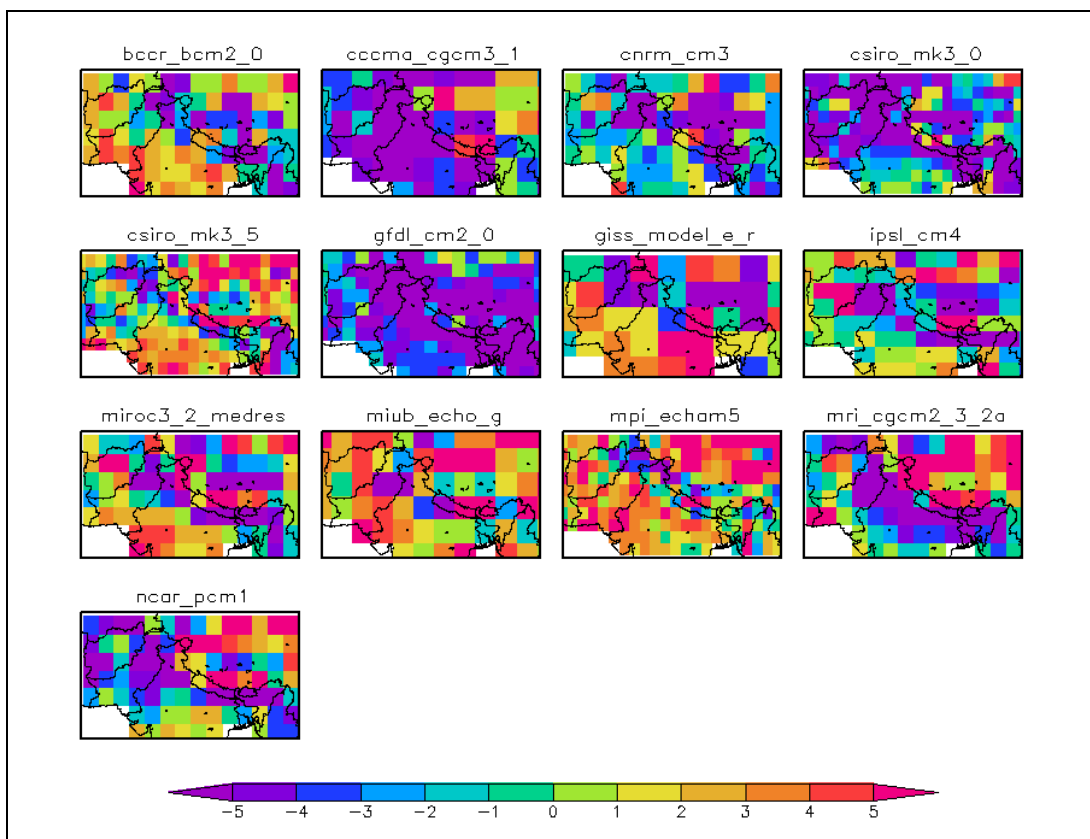 bccr_bcm2_0 cccma_cgcm3_1 cnrm_cm3 csiro_mk3_0
csiro_mk3_5 gfdl_cm2_0 giss_model_e_r ipsl_cm4
miroc3_2_medres miub_echo_g mpi_echam5 mri_cgcm2_3_2a
ncar_pcm1
-5 -4 -3 -2 -1 0 1 2 3 4 5